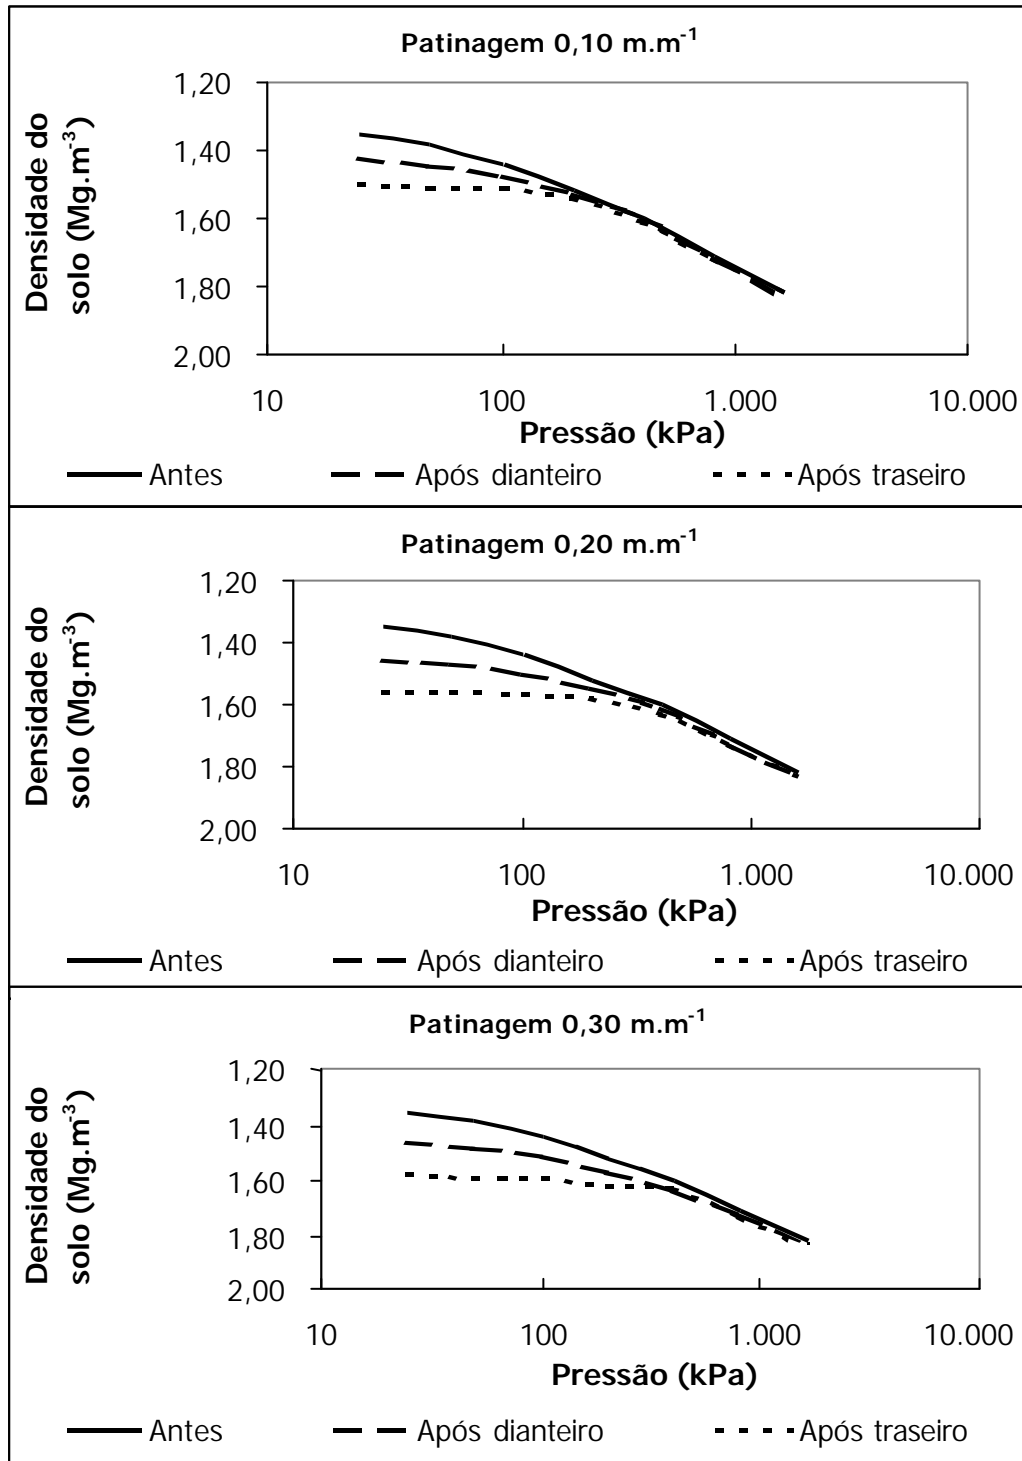 Patinagem 0,10 m.m⁻¹
Densidade do
solo (Mg.m⁻³)
1,20
1,40
1,60
1,80
2,00
10 100 1.000 10.000
Pressão (kPa)
Antes Após dianteiro Após traseiro
Patinagem 0,20 m.m⁻¹
Densidade do
solo (Mg.m⁻³)
1,20
1,40
1,60
1,80
2,00
10 100 1.000 10.000
Pressão (kPa)
Antes Após dianteiro Após traseiro
Patinagem 0,30 m.m⁻¹
Densidade do
solo (Mg.m⁻³)
1,20
1,40
1,60
1,80
2,00
10 100 1.000 10.000
Pressão (kPa)
Antes Após dianteiro Após traseiro